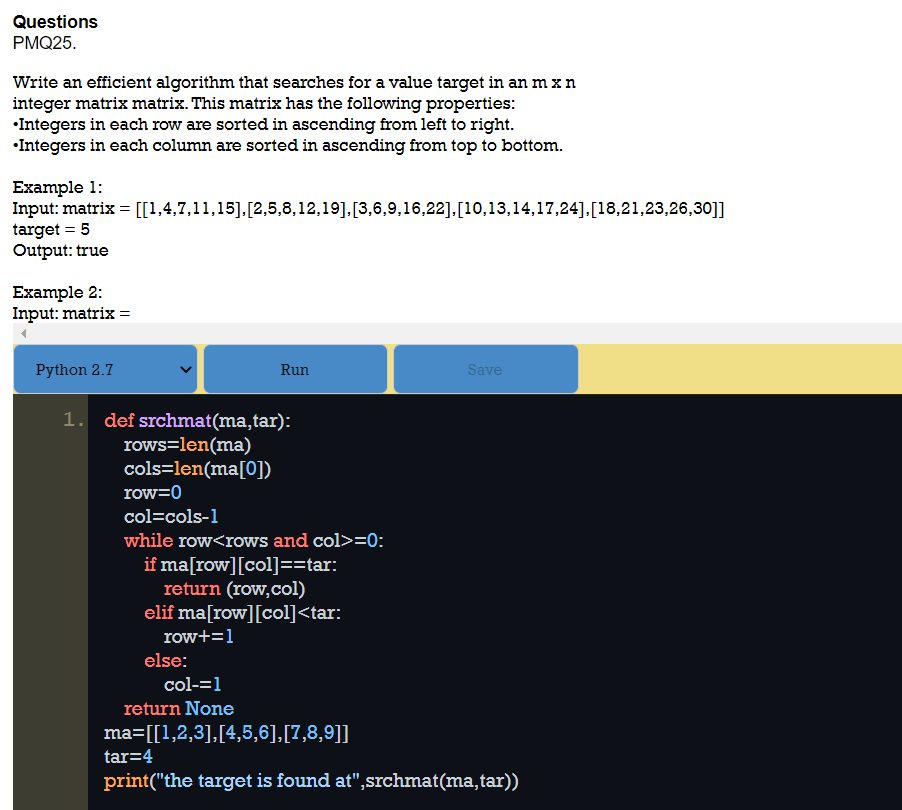 Questions
PMQ25.
Write an efficient algorithm that searches for a value target in an m x n
integer matrix matrix. This matrix has the following properties:
•Integers in each row are sorted in ascending from left to right.
•Integers in each column are sorted in ascending from top to bottom.
Example 1:
Input: matrix = [[1,4,7,11,15],[2,5,8,12,19],[3,6,9,16,22],[10,13,14,17,24],[18,21,23,26,30]]
target = 5
Output: true
Example 2:
Input: matrix =
Python 2.7 Run Save
1. def srchmat(ma,tar):
rows=len(ma)
cols=len(ma[0])
row=0
col=cols-1
while row<rows and col>=0:
if ma[row][col]==tar:
return (row,col)
elif ma[row][col]<tar:
row+=1
else:
col-=1
return None
ma=[[1,2,3],[4,5,6],[7,8,9]]
tar=4
print("the target is found at",srchmat(ma,tar))